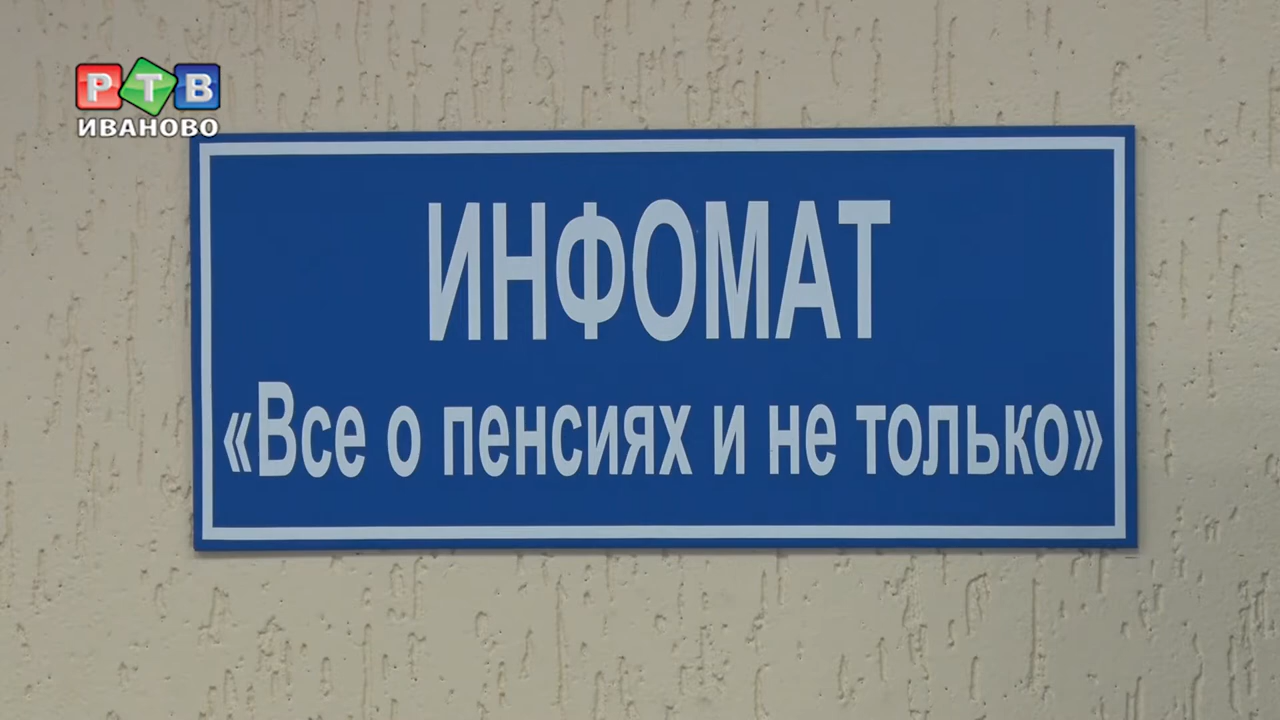 РТВ
ИВАНОВО
ИНФОМАТ
«Все о пенсиях и не только»